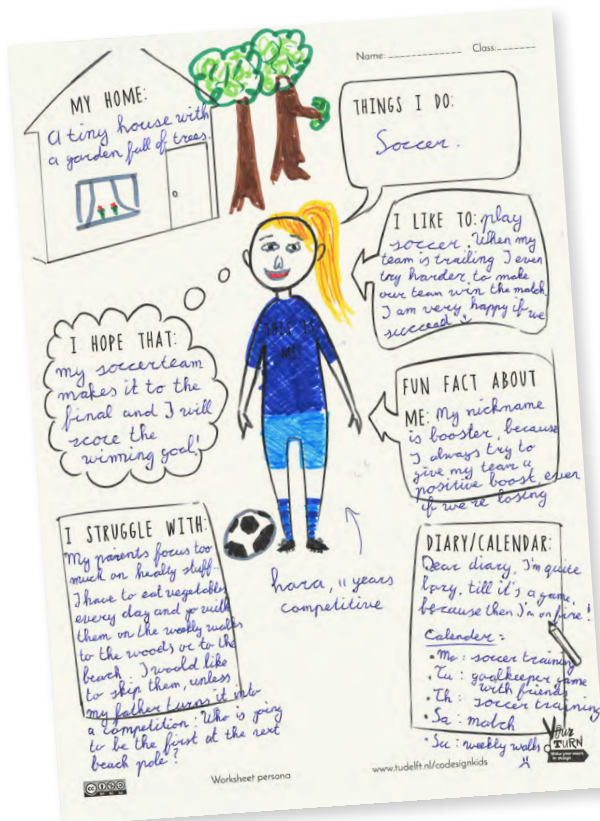 Name: ____________ Class: ______
MY HOME:
A tiny house with
a garden full of trees.
THINGS I DO:
Soccer.
I LIKE TO: play
soccer. When my
team is trailing I even
try harder to make
our team win the match.
I am very happy if we
succeed
I HOPE THAT:
my soccerteam
makes it to the
final and I will
score the
winning goal!
THIS IS
ME!
FUN FACT ABOUT
ME: My nickname
is booster, because
I always try to
give my team a
positive boost even
if we're losing
I STRUGGLE WITH:
My parents focus too
much on healty stuff.
I have to eat vegetables
every day and go with
them on the weekly walks
to the woods or to the
beach. I would like
to skip them, unless
my father turns it into
a competition: Who is going
to be the first at the next
beach pole?
hara, 11 years
competitive
DIARY/CALENDAR:
Dear diary, I'm quite
lazy, till it's a game,
because then I'm on fire!
Calender:
• Mo: soccer training
• Tu: goalkeeper game
with friends
• Th: soccer training
• Sa: match
• Su: weekly walks
YOUR
TURN
Worksheet persona
www.tudelft.nl/codesignkids